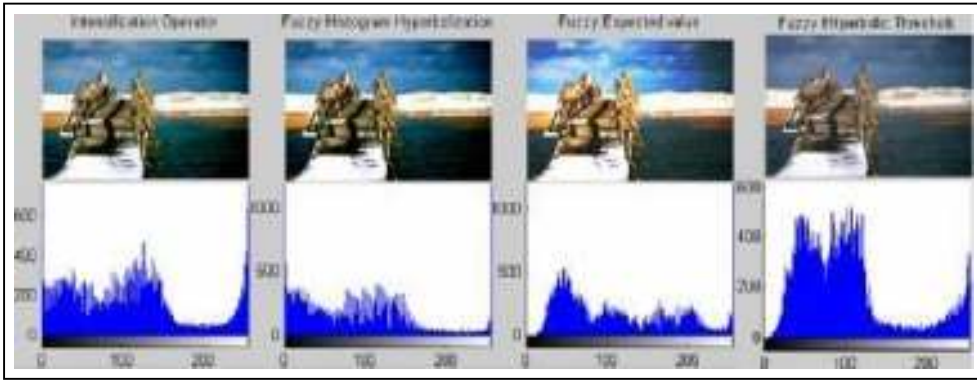 Intensification Operator
Fuzzy Histogram Hyperbolization
Fuzzy Expected value
Fuzzy Hyperbolic Threshold
600
400
200
0
0 100 200
1000
500
0
0 100 200
1000
500
0
0 100 200
600
400
200
0
0 100 200